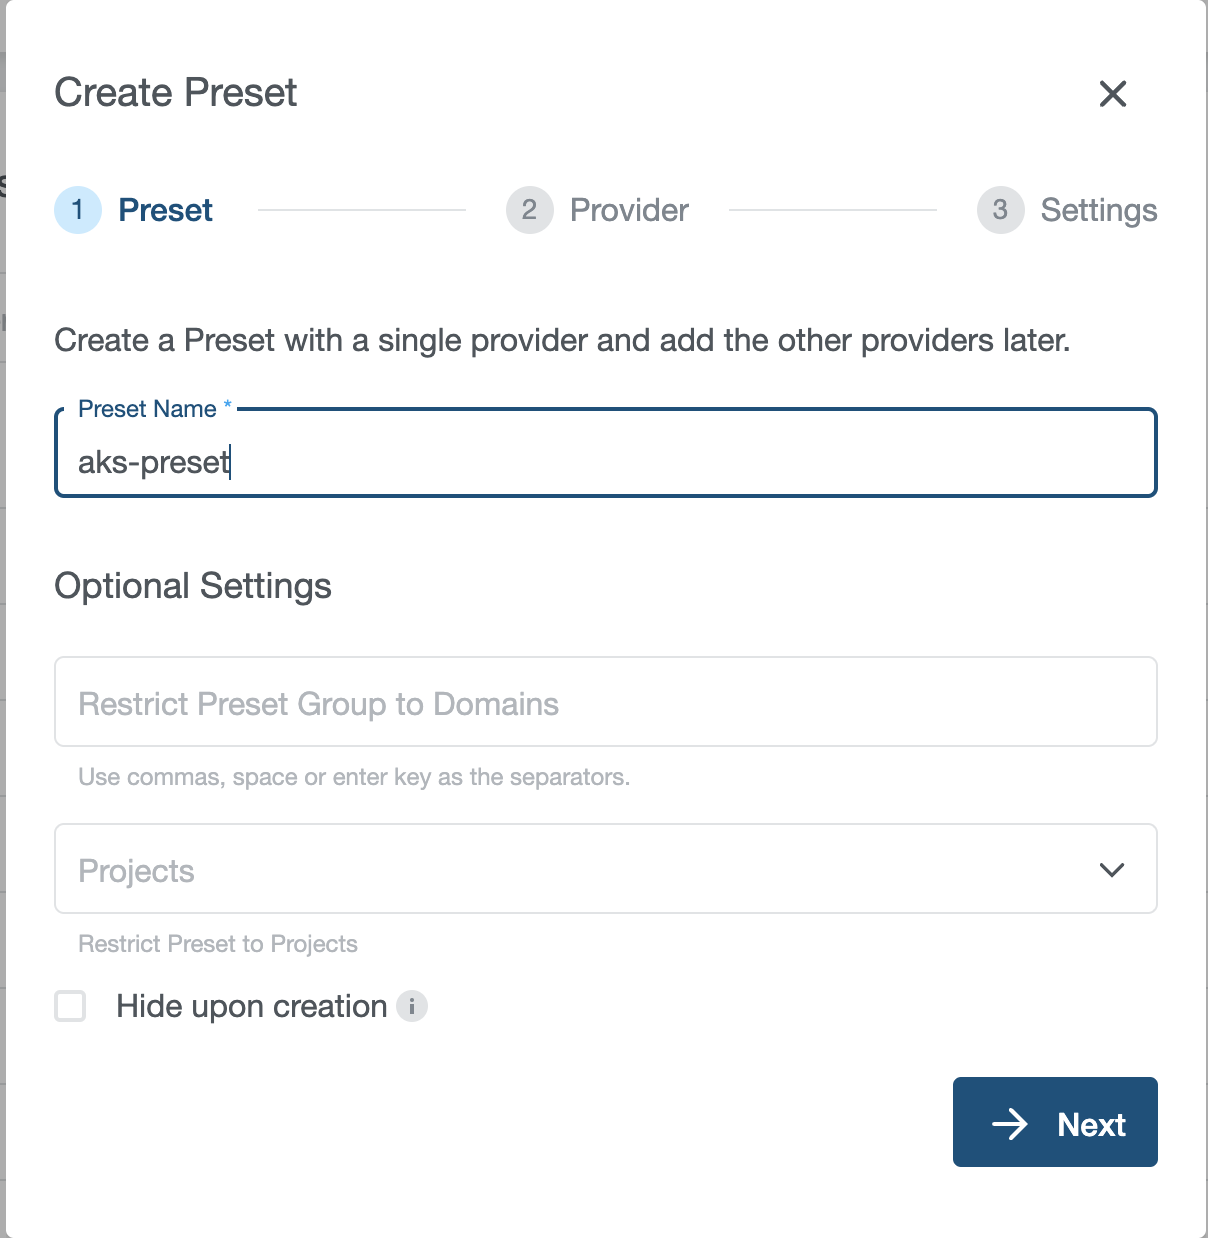 Create Preset
1 Preset
2 Provider
3 Settings
Create a Preset with a single provider and add the other providers later.
Preset Name *
aks-preset
Optional Settings
Restrict Preset Group to Domains
Use commas, space or enter key as the separators.
Projects
Restrict Preset to Projects
Hide upon creation i
Next